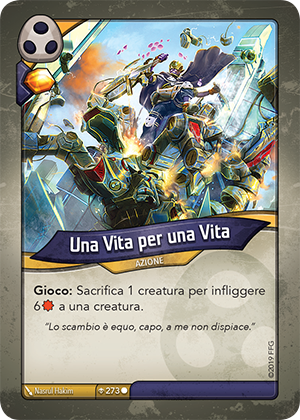 Una Vita per una Vita
AZIONE
Gioco: Sacrifica 1 creatura per infliggere
6 a una creatura.
“Lo scambio è equo, capo, a me non dispiace.”
Nasrul Hakim
273
©2019 FFG